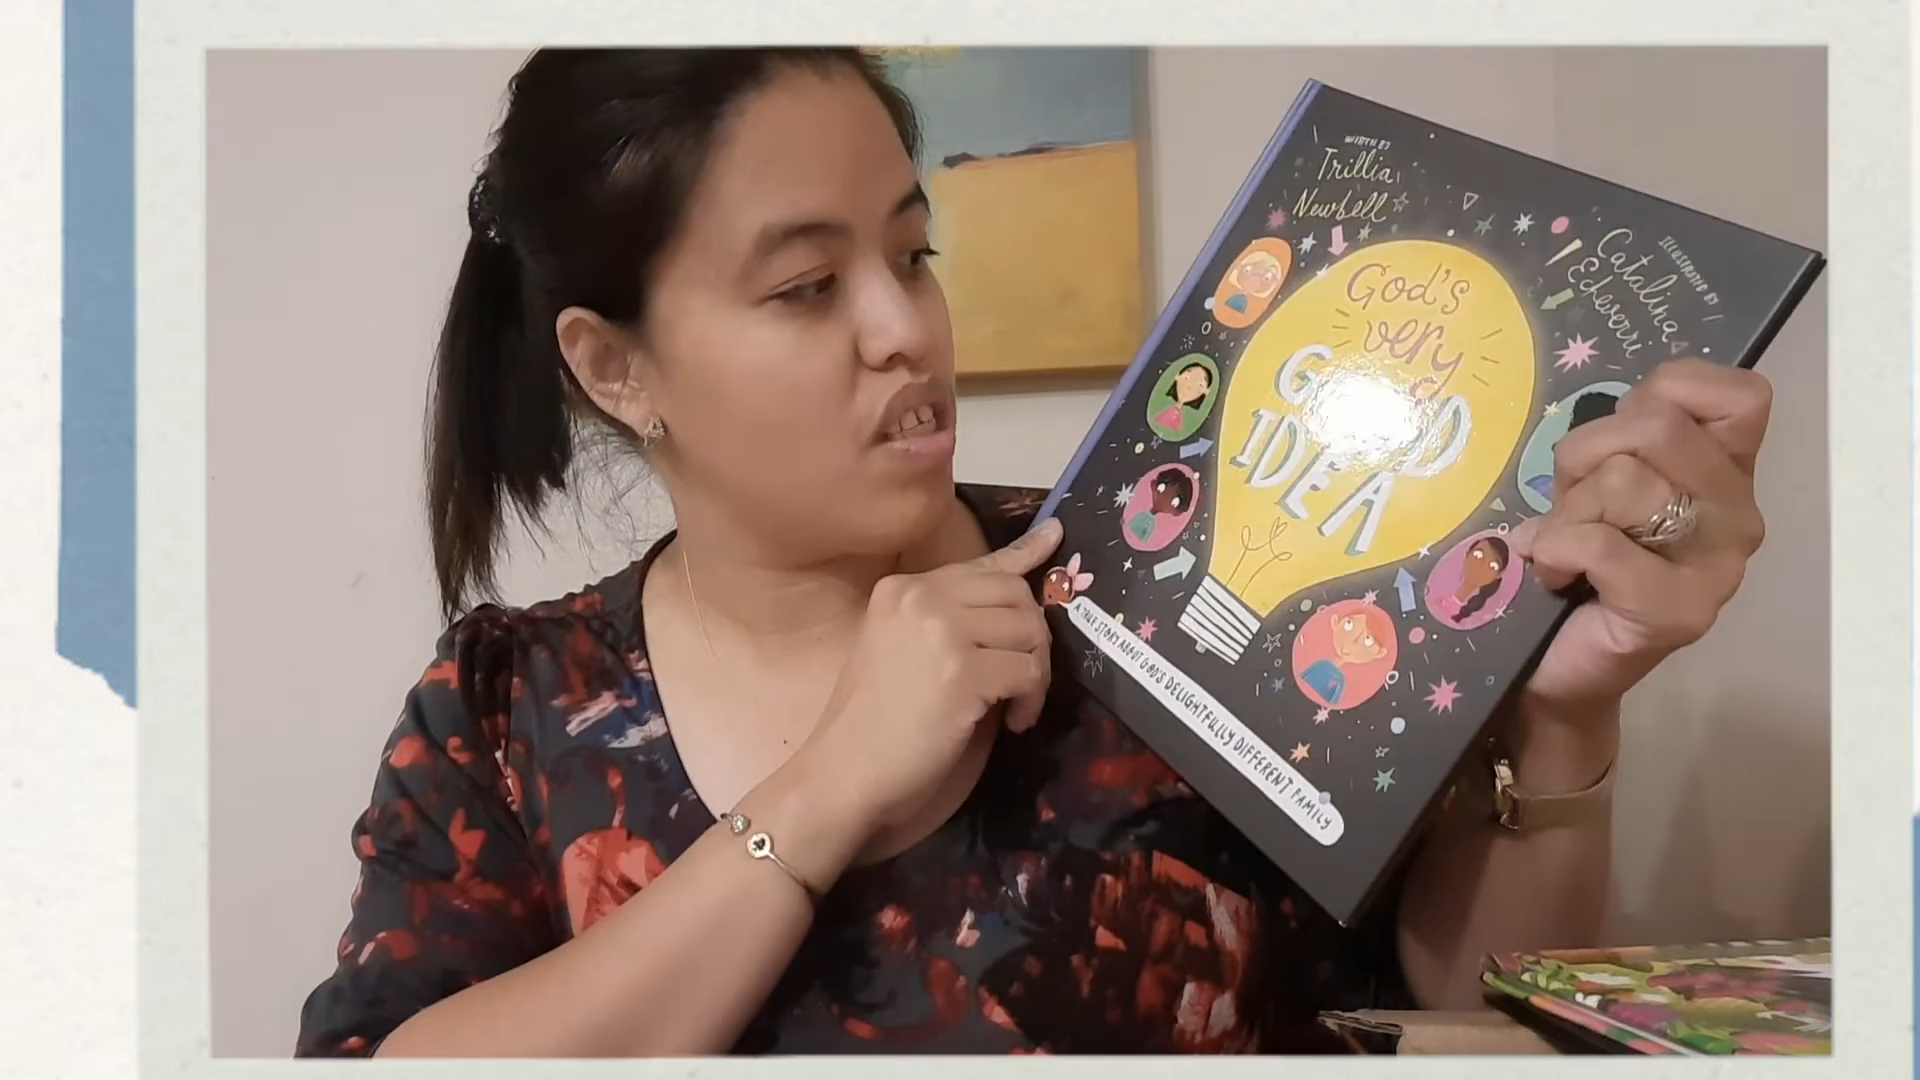 WRITTEN BY
Trillia
Newbell
ILLUSTRATED BY
Catalina
Echeverri
God's
very
GOOD
IDEA
A TRUE STORY ABOUT GOD'S DELIGHTFULLY DIFFERENT FAMILY